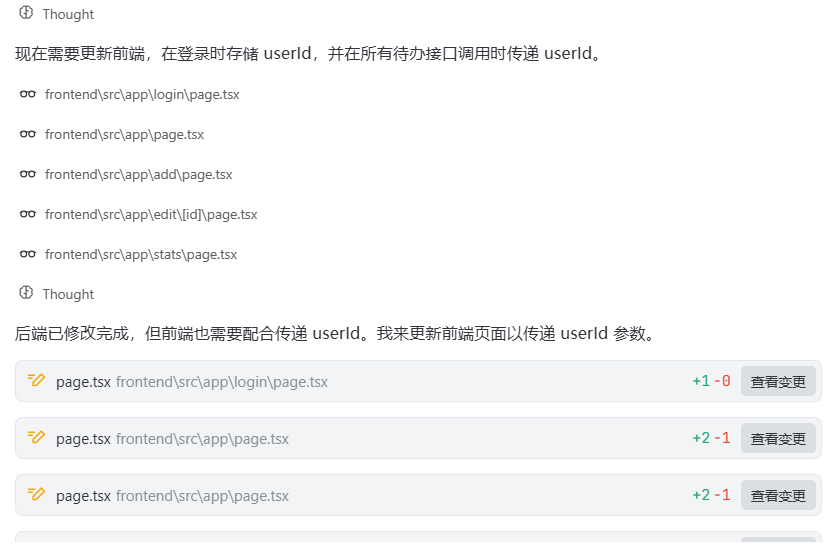 Thought
现在需要更新前端，在登录时存储 userId，并在所有待办接口调用时传递 userId。
frontend\src\app\login\page.tsx
frontend\src\app\page.tsx
frontend\src\app\add\page.tsx
frontend\src\app\edit\[id]\page.tsx
frontend\src\app\stats\page.tsx
Thought
后端已修改完成，但前端也需要配合传递 userId。我来更新前端页面以传递 userId 参数。
page.tsx frontend\src\app\login\page.tsx +1 -0 查看变更
page.tsx frontend\src\app\page.tsx +2 -1 查看变更
page.tsx frontend\src\app\page.tsx +2 -1 查看变更